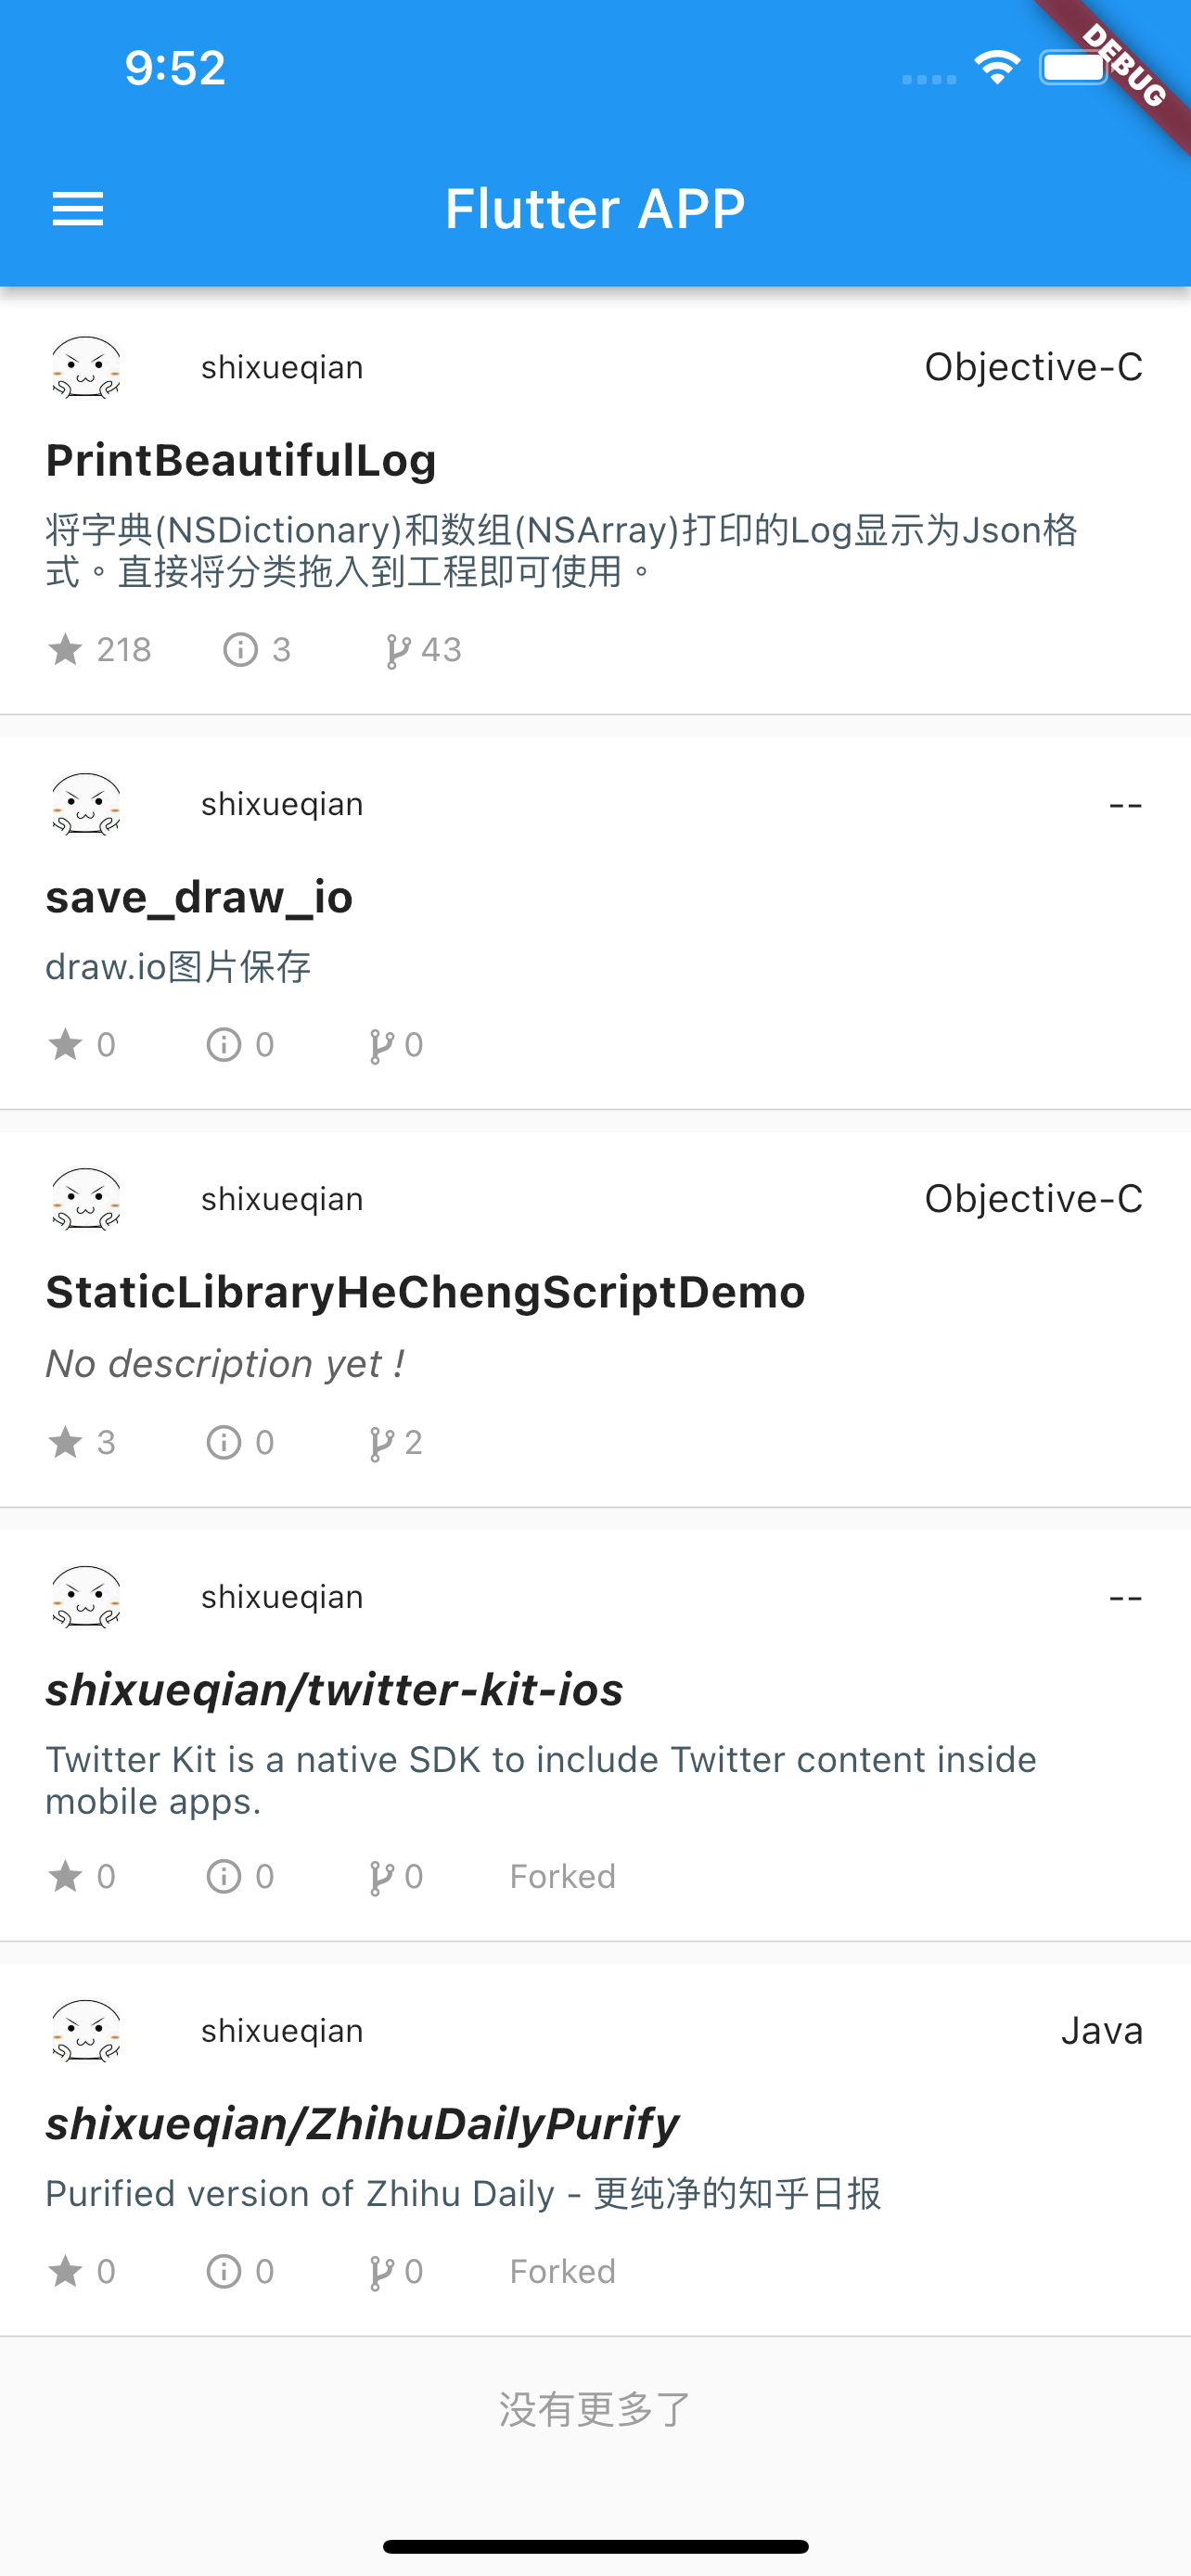 9:52
DEBUG
Flutter APP
shixueqian
Objective-C
PrintBeautifulLog
将字典(NSDictionary)和数组(NSArray)打印的Log显示为Json格
式。直接将分类拖入到工程即可使用。
218 3 43
shixueqian
--
save_draw_io
draw.io图片保存
0 0 0
shixueqian
Objective-C
StaticLibraryHeChengScriptDemo
No description yet !
3 0 2
shixueqian
--
shixueqian/twitter-kit-ios
Twitter Kit is a native SDK to include Twitter content inside
mobile apps.
0 0 0 Forked
shixueqian
Java
shixueqian/ZhihuDailyPurify
Purified version of Zhihu Daily - 更纯净的知乎日报
0 0 0 Forked
没有更多了